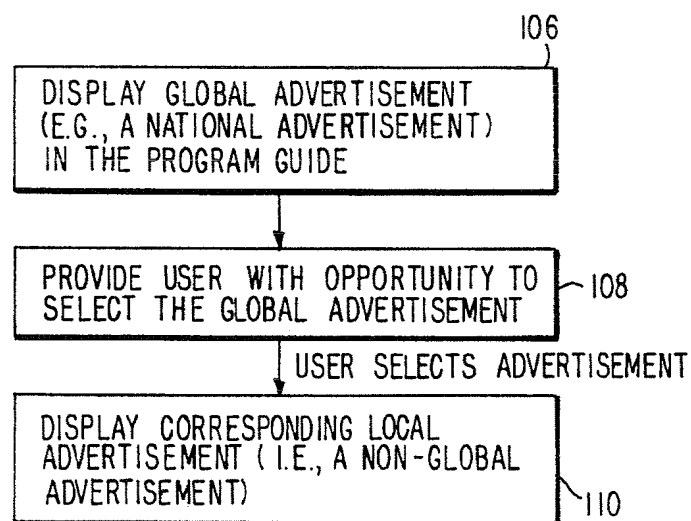 106
DISPLAY GLOBAL ADVERTISEMENT
(E.G., A NATIONAL ADVERTISEMENT)
IN THE PROGRAM GUIDE
PROVIDE USER WITH OPPORTUNITY TO
SELECT THE GLOBAL ADVERTISEMENT
108
USER SELECTS ADVERTISEMENT
DISPLAY CORRESPONDING LOCAL
ADVERTISEMENT ( I.E., A NON-GLOBAL
ADVERTISEMENT)
110